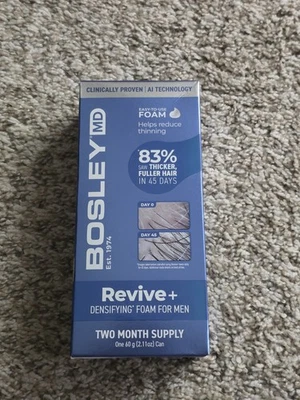 CLINICALLY PROVEN | AI TECHNOLOGY
BOSLEY MD
Est. 1974
EASY-TO-USE
FOAM
Helps reduce
thinning
83%
SAW THICKER,
FULLER HAIR
IN 45 DAYS
DAY 0
DAY 45
Revive+
DENSIFYING* FOAM FOR MEN
TWO MONTH SUPPLY
One 60 g (2.11oz) Can